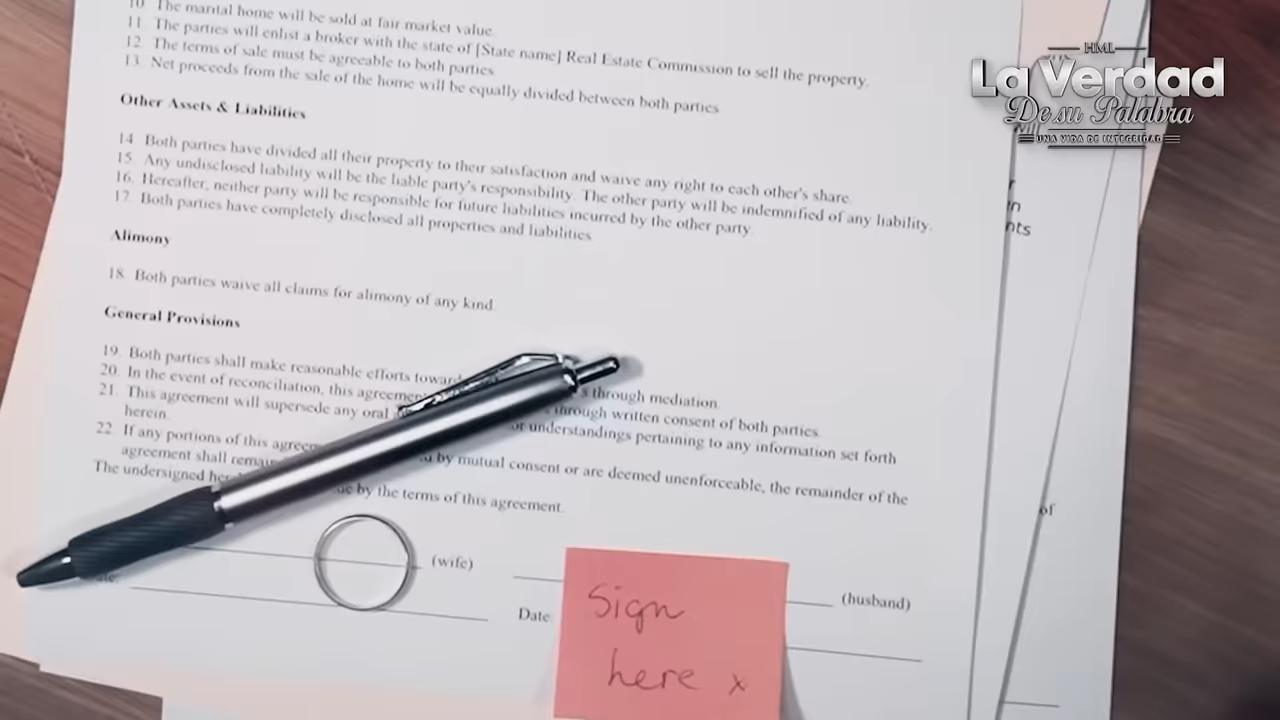 10. The marital home will be sold at fair market value.
11. The parties will enlist a broker with the state of [State name] Real Estate Commission to sell the property.
12. The terms of sale must be agreeable to both parties
13. Net proceeds from the sale of the home will be equally divided between both parties
Other Assets & Liabilities
14. Both parties have divided all their property to their satisfaction and waive any right to each other's share.
15. Any undisclosed liability will be the liable party's responsibility. The other party will be indemnified of any liability.
16. Hereafter, neither party will be responsible for future liabilities incurred by the other party.
17. Both parties have completely disclosed all properties and liabilities
Alimony
18. Both parties waive all claims for alimony of any kind.
General Provisions
19. Both parties shall make reasonable efforts through mediation.
20. In the event of reconciliation, this through written consent of both parties.
21. This agreement will supersede any oral or understandings pertaining to any information set forth
herein.
22. If any portions of this by mutual consent or are deemed unenforceable, the remainder of the
agreement shall
The undersigned by the terms of this agreement.
(wife) (husband)
Date
Sign
here x
HML
La Verdad
De su Palabra
UNA VIDA DE INTEGRIDAD
of